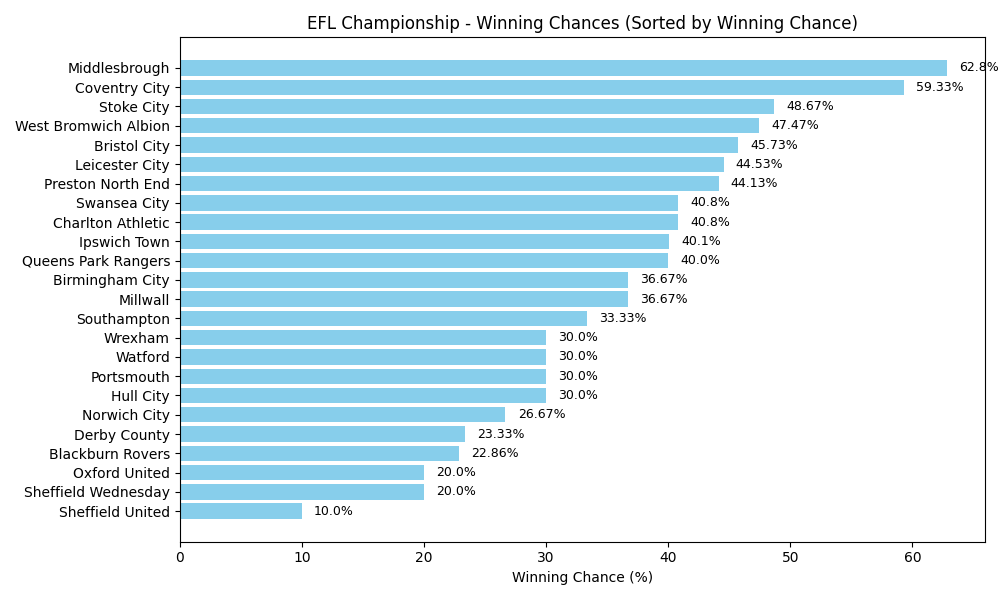 EFL Championship - Winning Chances (Sorted by Winning Chance)
Middlesbrough 62.8%
Coventry City 59.33%
Stoke City 48.67%
West Bromwich Albion 47.47%
Bristol City 45.73%
Leicester City 44.53%
Preston North End 44.13%
Swansea City 40.8%
Charlton Athletic 40.8%
Ipswich Town 40.1%
Queens Park Rangers 40.0%
Birmingham City 36.67%
Millwall 36.67%
Southampton 33.33%
Wrexham 30.0%
Watford 30.0%
Portsmouth 30.0%
Hull City 30.0%
Norwich City 26.67%
Derby County 23.33%
Blackburn Rovers 22.86%
Oxford United 20.0%
Sheffield Wednesday 20.0%
Sheffield United 10.0%
0 10 20 30 40 50 60
Winning Chance (%)